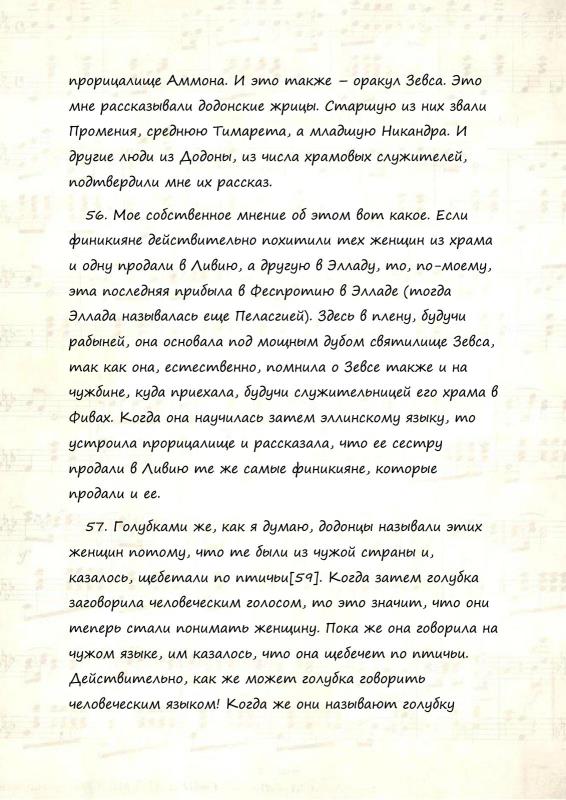 прорицалище Аммона. И это также – оракул Зевса. Это
мне рассказывали додонские жрицы. Старшую из них звали
Промения, среднюю Тимарета, а младшую Никандра. И
другие люди из Додоны, из числа храмовых служителей,
подтвердили мне их рассказ.
56. Мое собственное мнение об этом вот какое. Если
финикияне действительно похитили тех женщин из храма
и одну продали в Ливию, а другую в Элладу, то, по-моему,
эта последняя прибыла в Феспротию в Элладе (тогда
Эллада называлась еще Пеласгией). Здесь в плену, будучи
рабыней, она основала под мощным дубом святилище Зевса,
так как она, естественно, помнила о Зевсе также и на
чужбине, куда приехала, будучи служительницей его храма в
Фивах. Когда она научилась затем эллинскому языку, то
устроила прорицалище и рассказала, что ее сестру
продали в Ливию те же самые финикияне, которые
продали и ее.
57. Голубками же, как я думаю, додонцы называли этих
женщин потому, что те были из чужой страны и,
казалось, щебетали по птичьи[59]. Когда затем голубка
заговорила человеческим голосом, то это значит, что они
теперь стали понимать женщину. Пока же она говорила на
чужом языке, им казалось, что она щебечет по птичьи.
Действительно, как же может голубка говорить
человеческим языком! Когда же они называют голубку